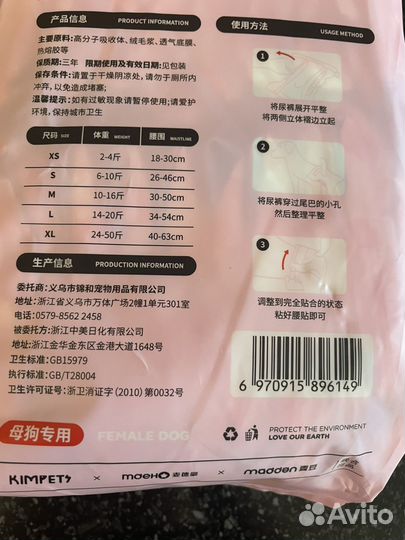 产品信息 PRODUCT INFORMATION
主要原料:高分子吸收体、绒毛浆、透气底膜、
热熔胶等
保质期:三年 限期使用及有效日期:见包装
保存条件:请置于干燥阴凉处,请勿于厕所内
冲弃,以免造成堵塞;
温馨提示:如有过敏现象请暂停使用;请爱护
环境,保持城市卫生
尺码 SIZE 体重 WEIGHT 腰围 WAISTLINE
XS 2-4斤 18-30cm
S 6-10斤 26-46cm
M 10-16斤 30-50cm
L 14-20斤 34-54cm
XL 24-50斤 40-63cm
生产信息 PRODUCTION INFORMATION
委托商:义乌市锦和宠物用品有限公司
地址:浙江省义乌市万体广场2幢1单元301室
电话:0579-8562 2458
被委托方:浙江中美日化有限公司
地址:浙江金华金东区金港大道1648号
卫生标准:GB15979
执行标准:GB/T28004
卫生许可证号:浙卫消证字 (2010) 第0032号
母狗专用 FEMALE DOG
KIMPETS × maeHO 麦德豪 × madden
使用方法 USAGE METHOD
1
将尿裤展开平整
将两侧立体褶边立起
2
将尿裤穿过尾巴的小孔
然后整理平整
3
调整到完全贴合的状态
粘好腰贴即可
6 970915 896149
PROTECT THE ENVIRONMENT
LOVE OUR EARTH
Avito